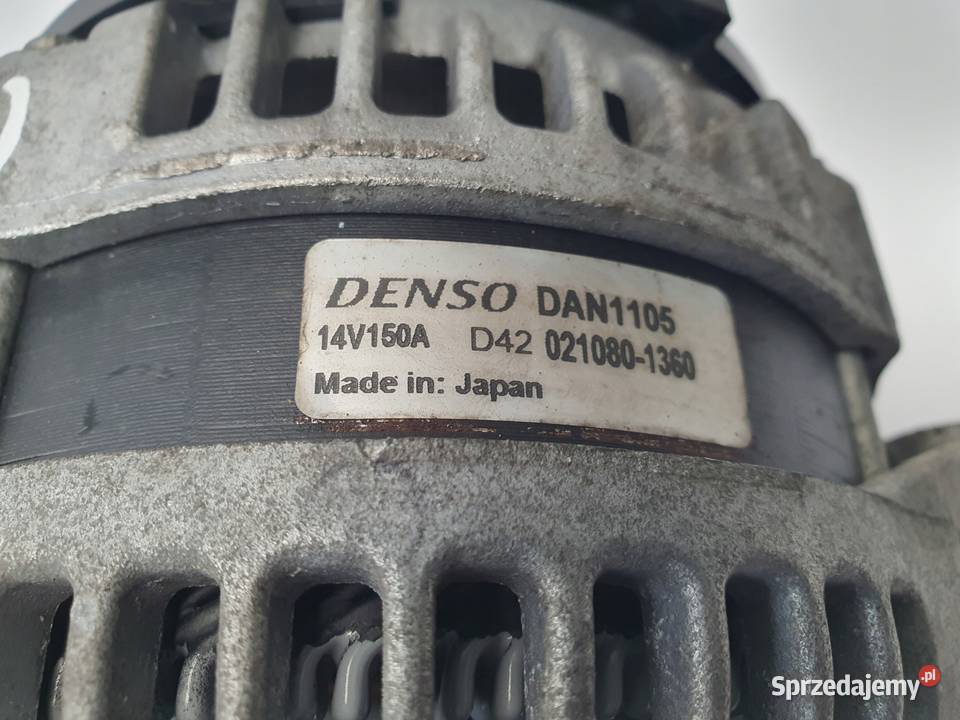 DENSO DAN1105
14V150A D42 021080-1360
Made in: Japan
Sprzedajemy.pl